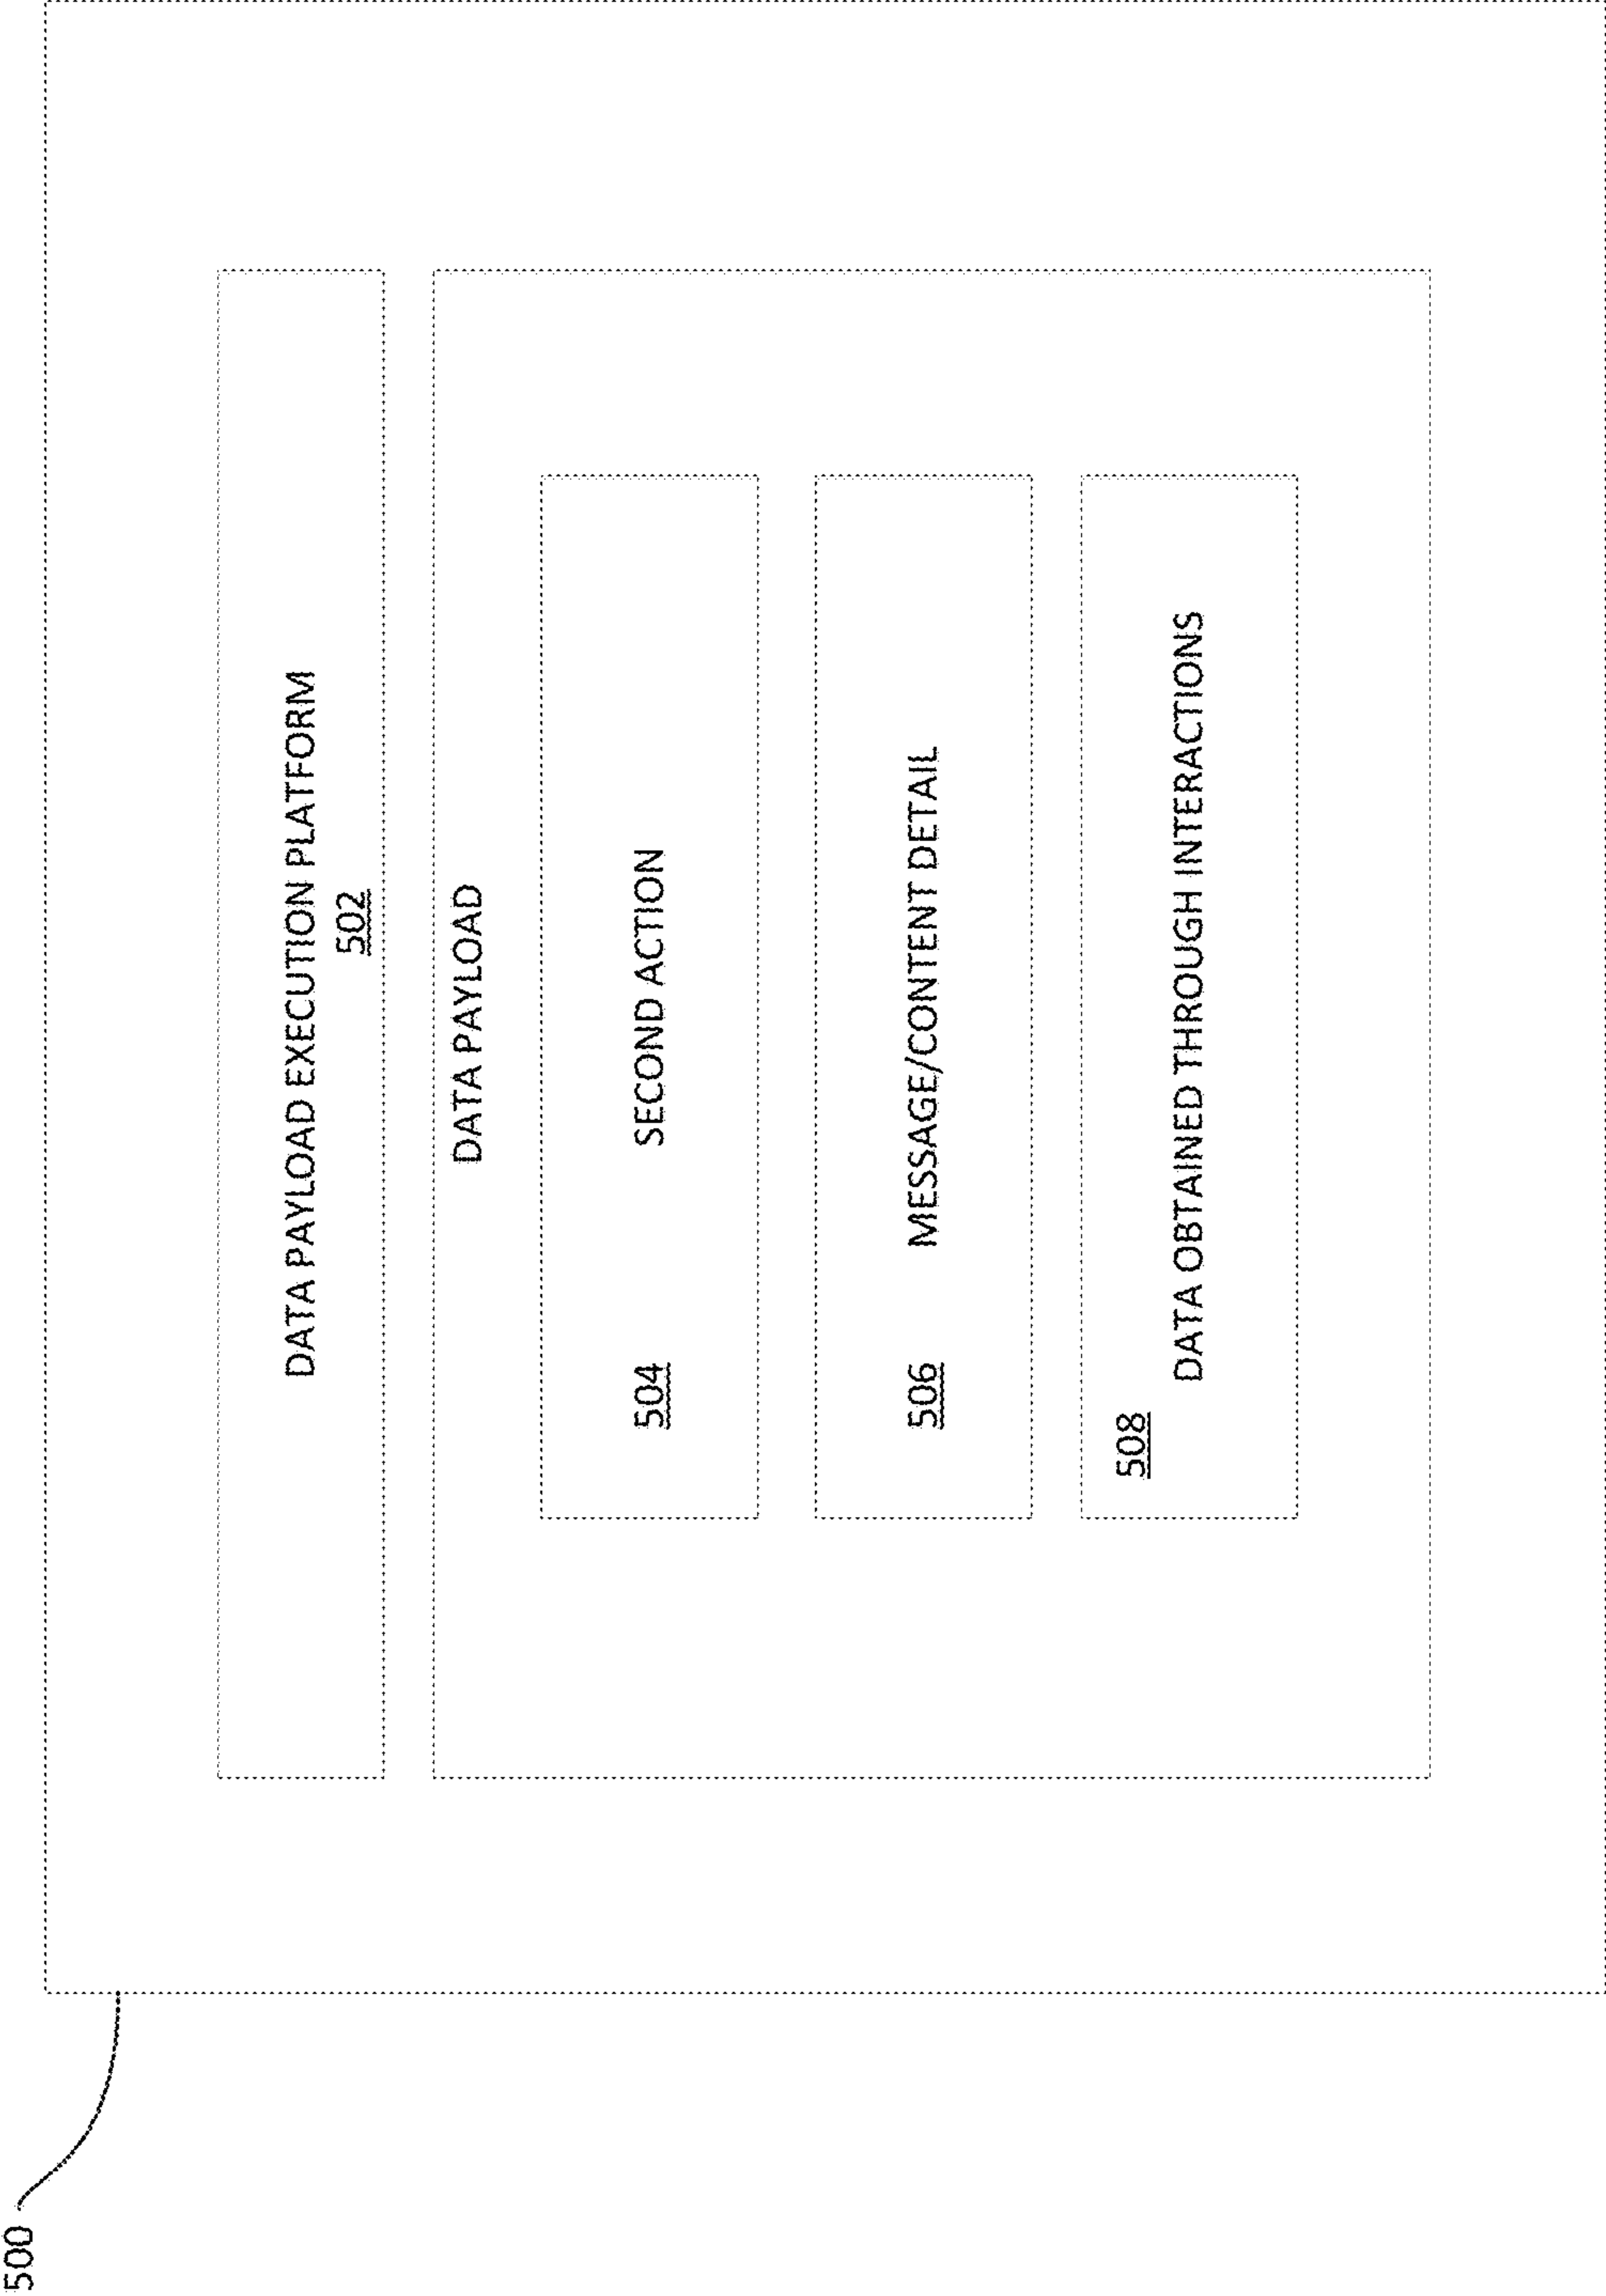 500
DATA PAYLOAD EXECUTION PLATFORM
502
DATA PAYLOAD
504 SECOND ACTION
506 MESSAGE/CONTENT DETAIL
508
DATA OBTAINED THROUGH INTERACTIONS